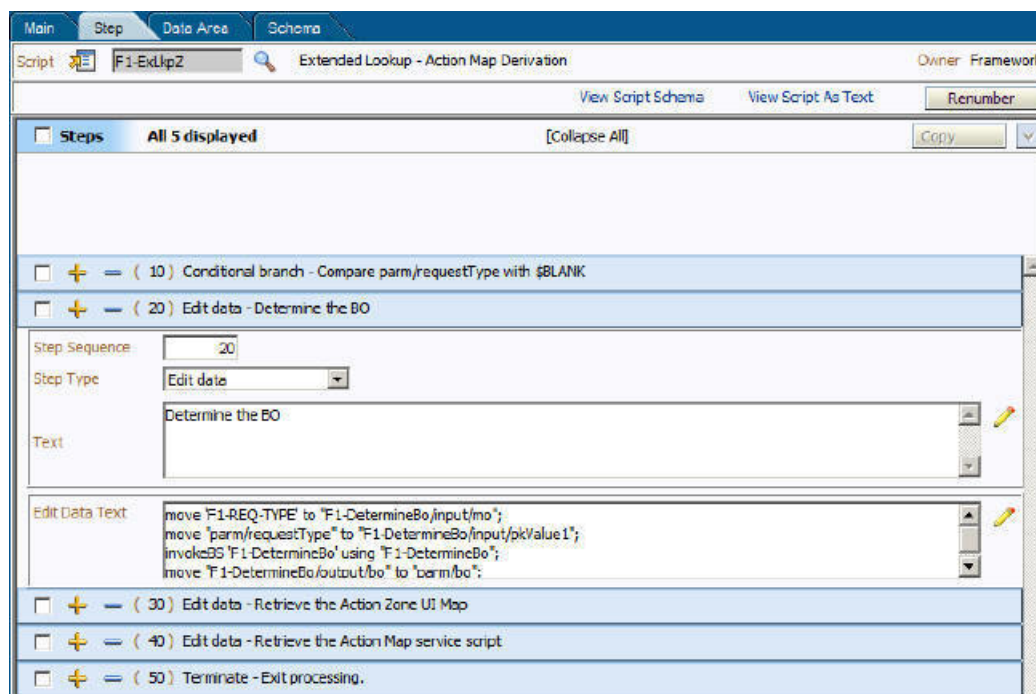 Main Step Data Area Schema
Script F1-ExLkpZ Extended Lookup - Action Map Derivation Owner Framework
View Script Schema View Script As Text Renumber
Steps All 5 displayed [Collapse All] Copy
( 10 ) Conditional branch - Compare parm/requestType with $BLANK
( 20 ) Edit data - Determine the BO
Step Sequence 20
Step Type Edit data
Text Determine the BO
Edit Data Text move 'F1-REQ-TYPE' to "F1-DetermineBo/input/mo";
move "parm/requestType" to "F1-DetermineBo/input/pkValue1";
invokeBS 'F1-DetermineBo' using "F1-DetermineBo";
move "F1-DetermineBo/output/bo" to "parm/bo";
( 30 ) Edit data - Retrieve the Action Zone UI Map
( 40 ) Edit data - Retrieve the Action Map service script
( 50 ) Terminate - Exit processing.